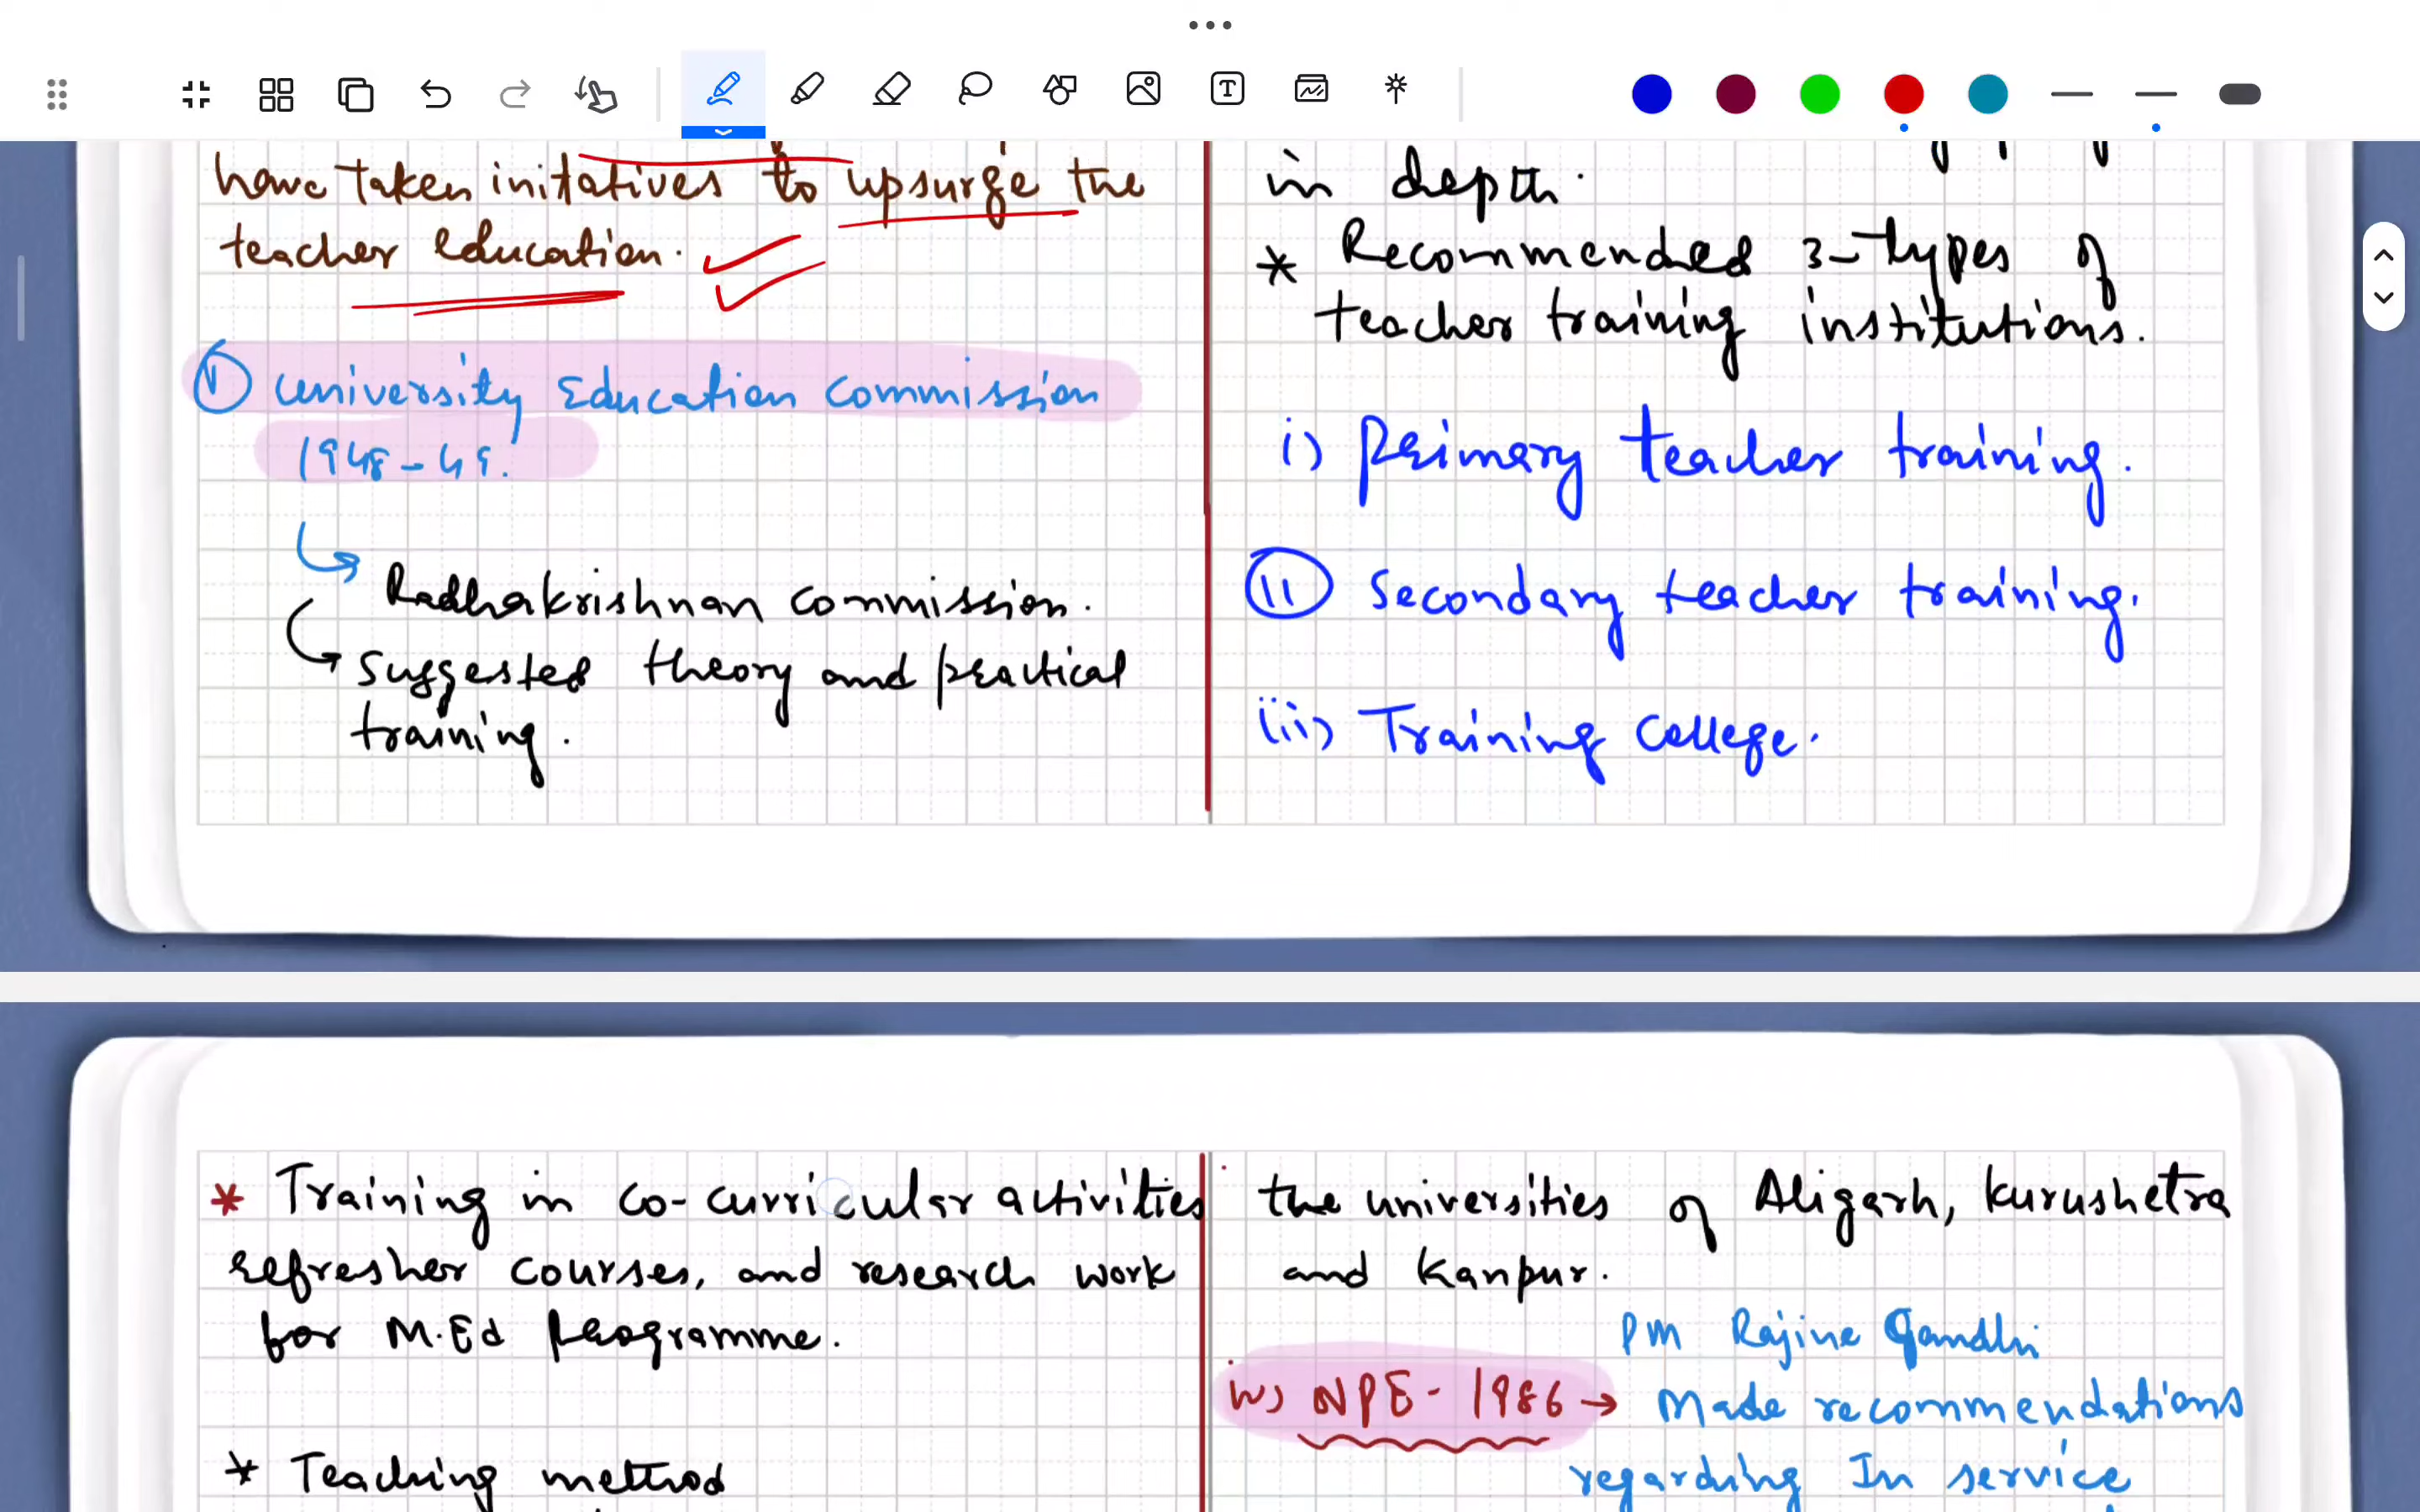 have taken initatives to upsurge the
teacher education.
i University Education Commission
1948-49.
Radhakrishnan Commission.
Suggested theory and practical
training.
in depth.
* Recommended 3-types of
teacher training institutions.
i) Primary teacher training.
ii Secondary teacher training.
iii) Training College.
* Training in co-curricular activities
refresher courses, and research work
for M.Ed programme.
* Teaching method
the universities of Aligarh, Kurushetra
and Kanpur.
PM Rajive Gandhi
iv) NPE - 1986 → Made recommendations
regarding In service